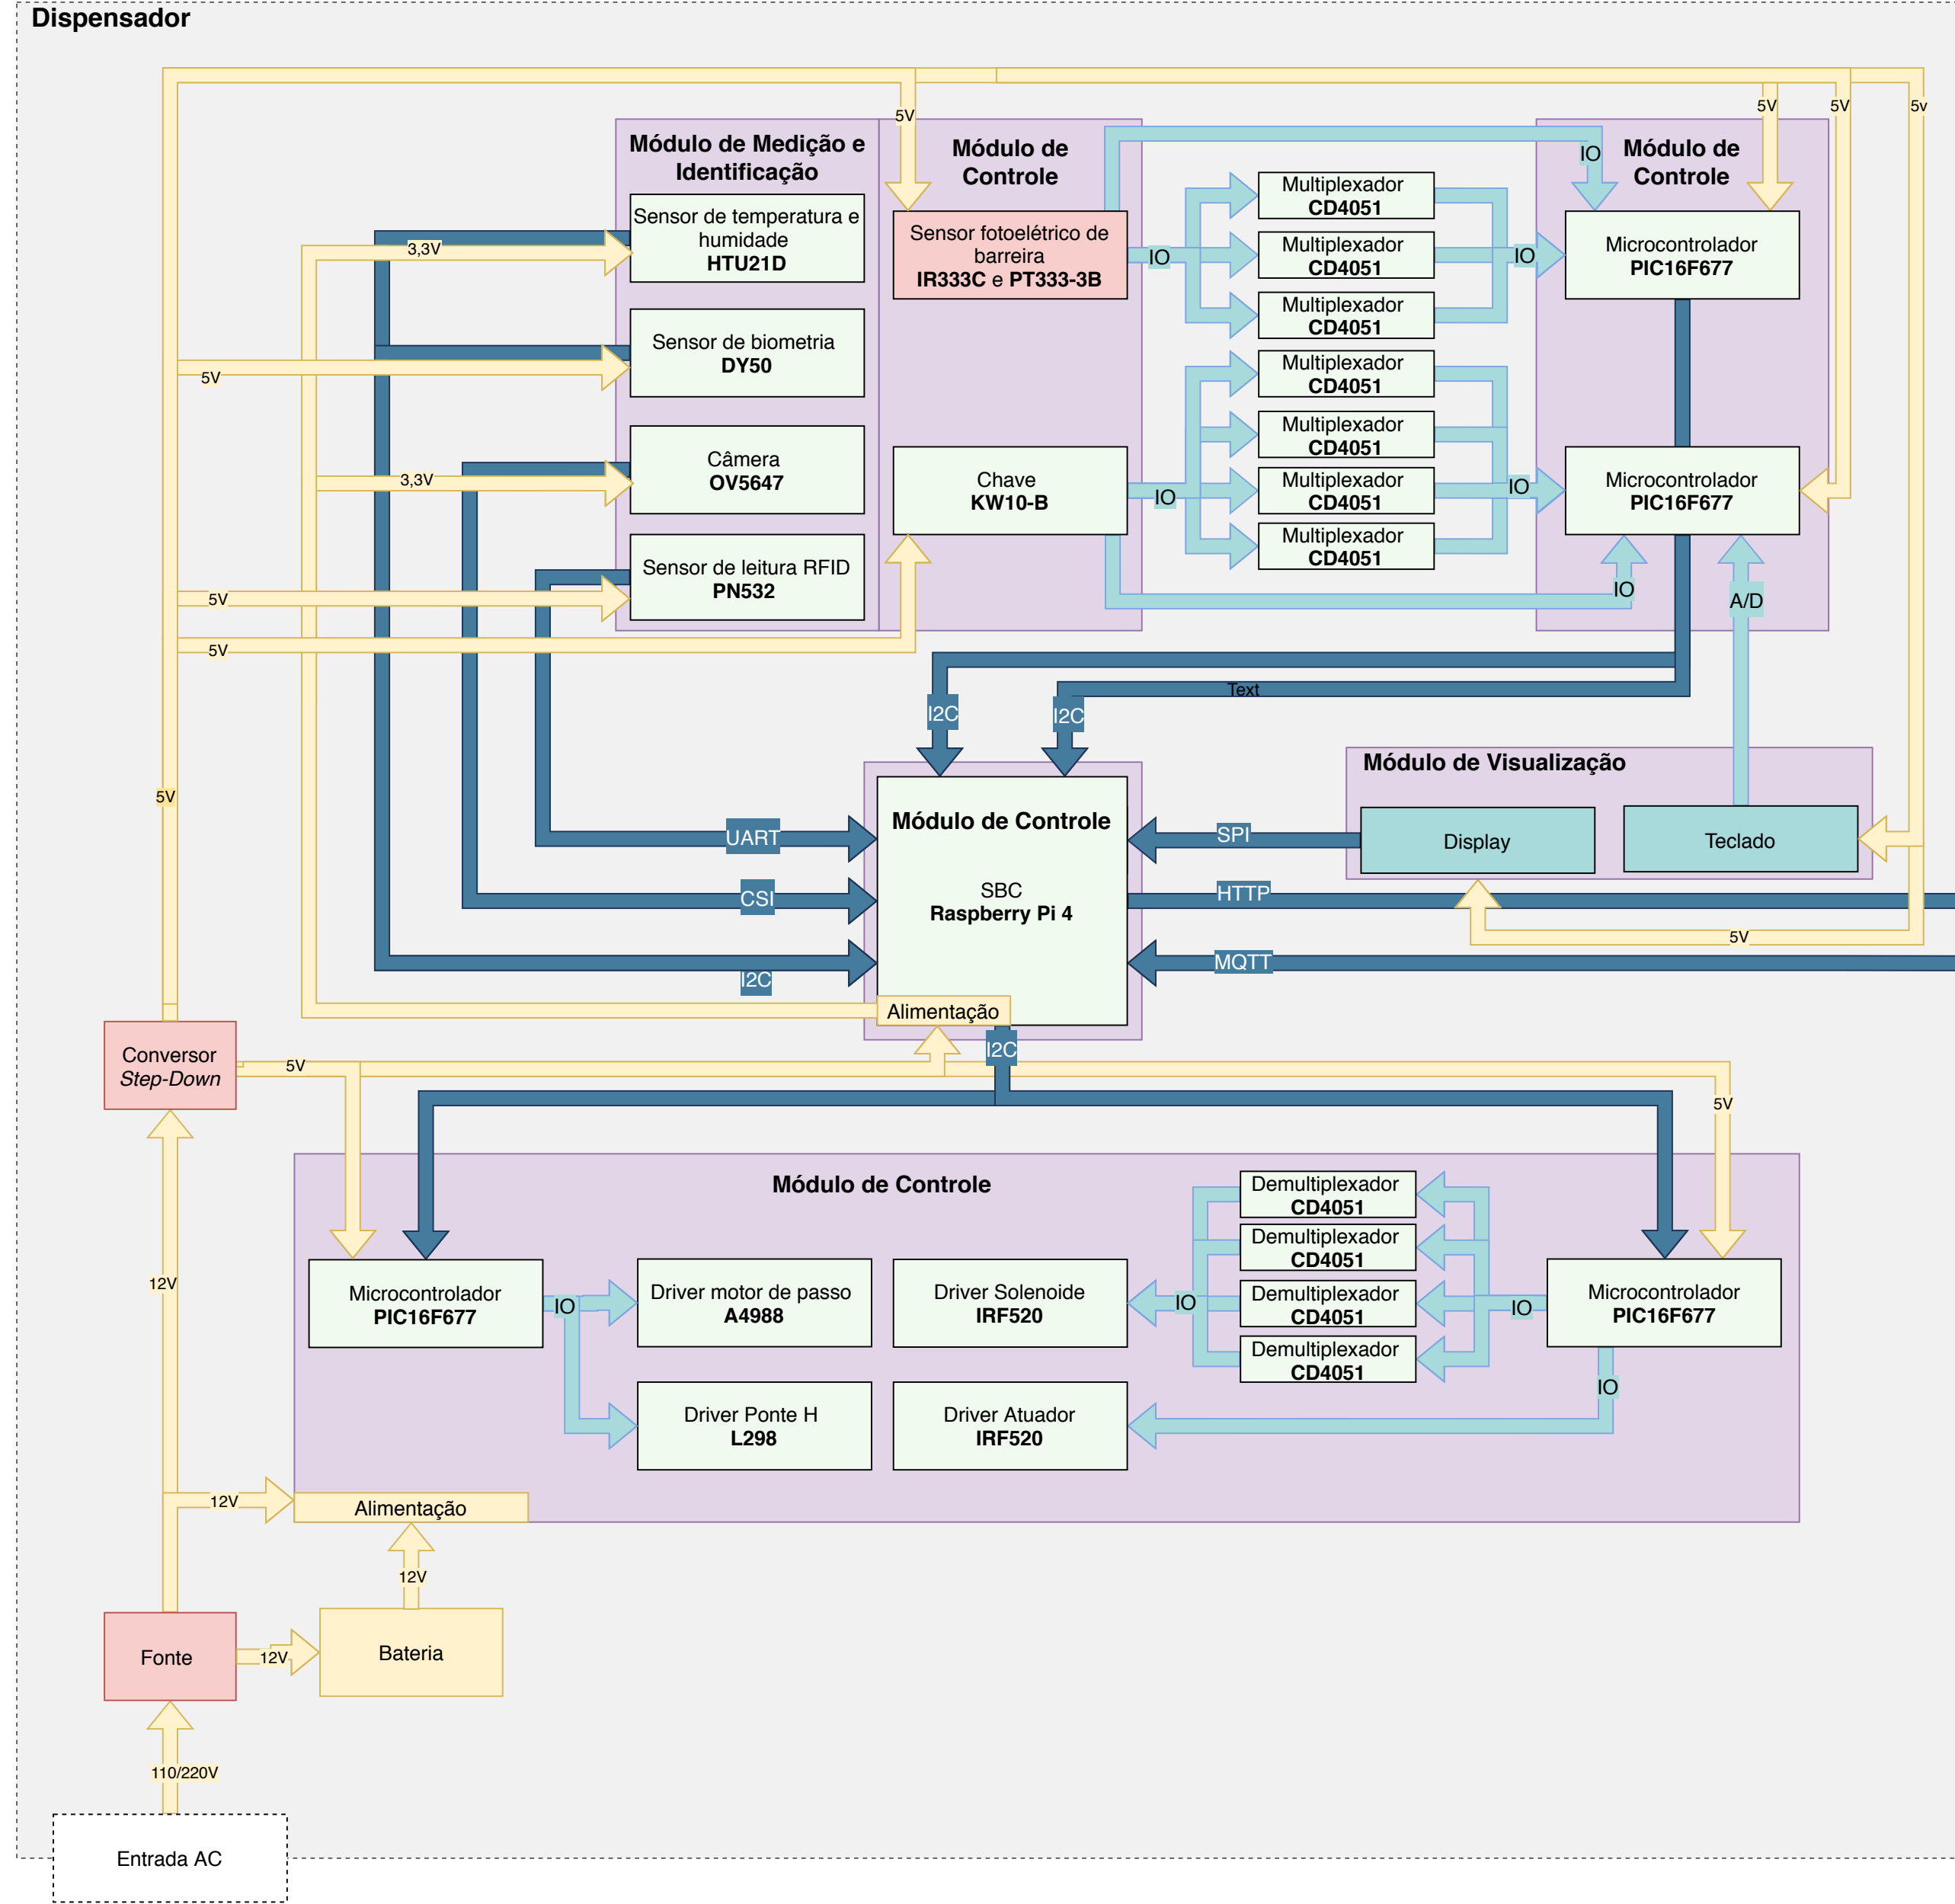 Dispensador
5V
5V
5V
5v
Módulo de Medição e
Identificação
Módulo de
Controle
IO
Módulo de
Controle
Sensor de temperatura e
humidade
HTU21D
3,3V
Sensor fotoelétrico de
barreira
IR333C e PT333-3B
IO
Multiplexador
CD4051
Multiplexador
CD4051
Multiplexador
CD4051
IO
Microcontrolador
PIC16F677
Sensor de biometria
DY50
5V
Multiplexador
CD4051
Multiplexador
CD4051
Multiplexador
CD4051
Multiplexador
CD4051
Câmera
OV5647
3,3V
Chave
KW10-B
IO
IO
Microcontrolador
PIC16F677
Sensor de leitura RFID
PN532
5V
IO
A/D
5V
Text
I2C
I2C
Módulo de Visualização
5V
Módulo de Controle
SBC
Raspberry Pi 4
UART
SPI
Display
Teclado
CSI
HTTP
5V
MQTT
I2C
Alimentação
Conversor
Step-Down
5V
I2C
5V
Módulo de Controle
12V
Demultiplexador
CD4051
Demultiplexador
CD4051
Demultiplexador
CD4051
Demultiplexador
CD4051
Microcontrolador
PIC16F677
IO
Driver motor de passo
A4988
Driver Solenoide
IRF520
IO
IO
Microcontrolador
PIC16F677
IO
Driver Ponte H
L298
Driver Atuador
IRF520
12V
Alimentação
12V
Fonte
12V
Bateria
110/220V
Entrada AC